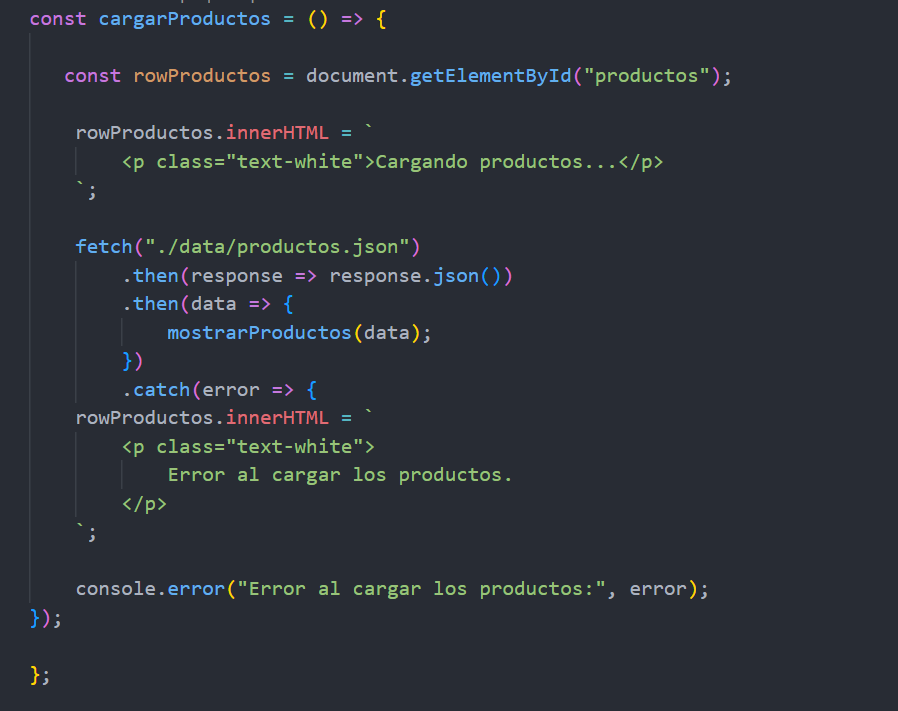 const cargarProductos = () => {
const rowProductos = document.getElementById("productos");
rowProductos.innerHTML = `
<p class="text-white">Cargando productos...</p>
`;
fetch("./data/productos.json")
.then(response => response.json())
.then(data => {
mostrarProductos(data);
})
.catch(error => {
rowProductos.innerHTML = `
<p class="text-white">
Error al cargar los productos.
</p>
`;
console.error("Error al cargar los productos:", error);
});
};